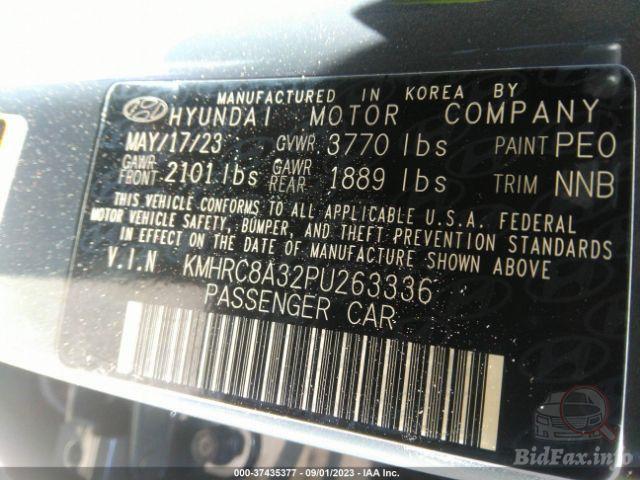 MANUFACTURED IN KOREA BY
HYUNDAI MOTOR COMPANY
MAY/17/23 GVWR 3770 lbs PAINT PE0
GAWR FRONT 2101 lbs GAWR REAR 1889 lbs TRIM NNB
THIS VEHICLE CONFORMS TO ALL APPLICABLE U.S.A. FEDERAL
MOTOR VEHICLE SAFETY, BUMPER, AND THEFT PREVENTION STANDARDS
IN EFFECT ON THE DATE OF MANUFACTURE SHOWN ABOVE.
V.I.N KMHRC8A32PU263336
PASSENGER CAR
000-37435377 - 09/01/2023 - IAA Inc.
BidFax.info